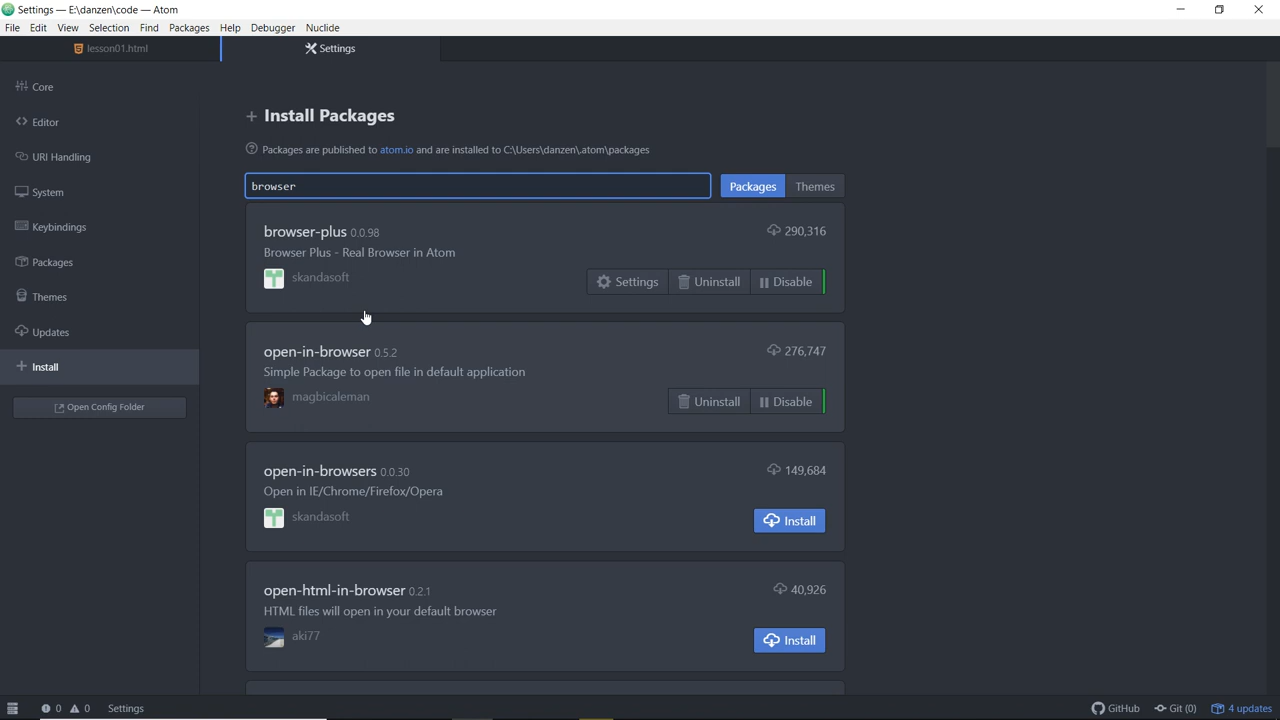 Settings — E:\danzen\code — Atom
File Edit View Selection Find Packages Help Debugger Nuclide
lesson01.html Settings
Core
Editor
URI Handling
System
Keybindings
Packages
Themes
Updates
Install
Open Config Folder
Install Packages
Packages are published to atom.io and are installed to C:\Users\danzen\.atom\packages
browser Packages Themes
browser-plus 0.0.98 290,316
Browser Plus - Real Browser in Atom
skandasoft Settings Uninstall Disable
open-in-browser 0.5.2 276,747
Simple Package to open file in default application
magbicaleman Uninstall Disable
open-in-browsers 0.0.30 149,684
Open in IE/Chrome/Firefox/Opera
skandasoft Install
open-html-in-browser 0.2.1 40,926
HTML files will open in your default browser
aki77 Install
0 0 Settings GitHub Git (0) 4 updates